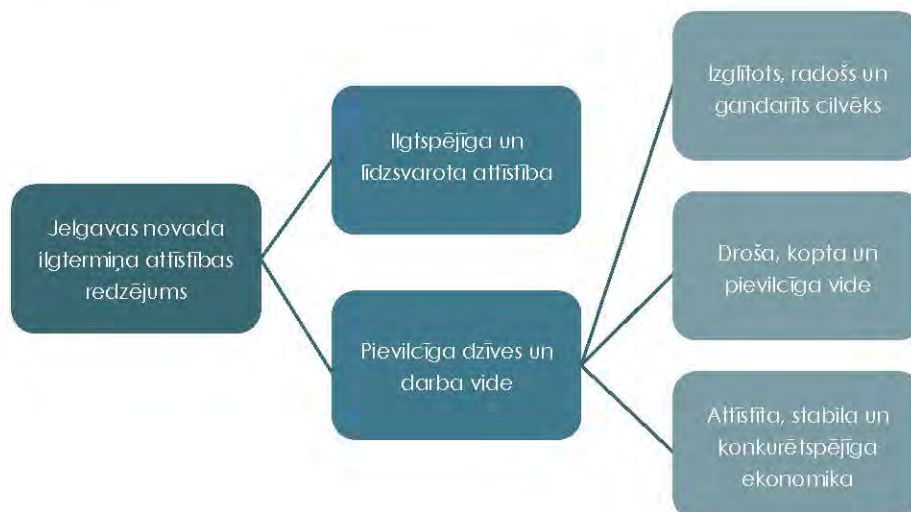 Jelgavas novada
ilgtermiņa attīstības
redzējums
Ilgtspējīga un
līdzsvarota attīstība
Pievilcīga dzīves un
darba vide
Izglītots, radošs un
gandarīts cilvēks
Droša, kopta un
pievilcīga vide
Attīstīta, stabila un
konkurētspējīga
ekonomika